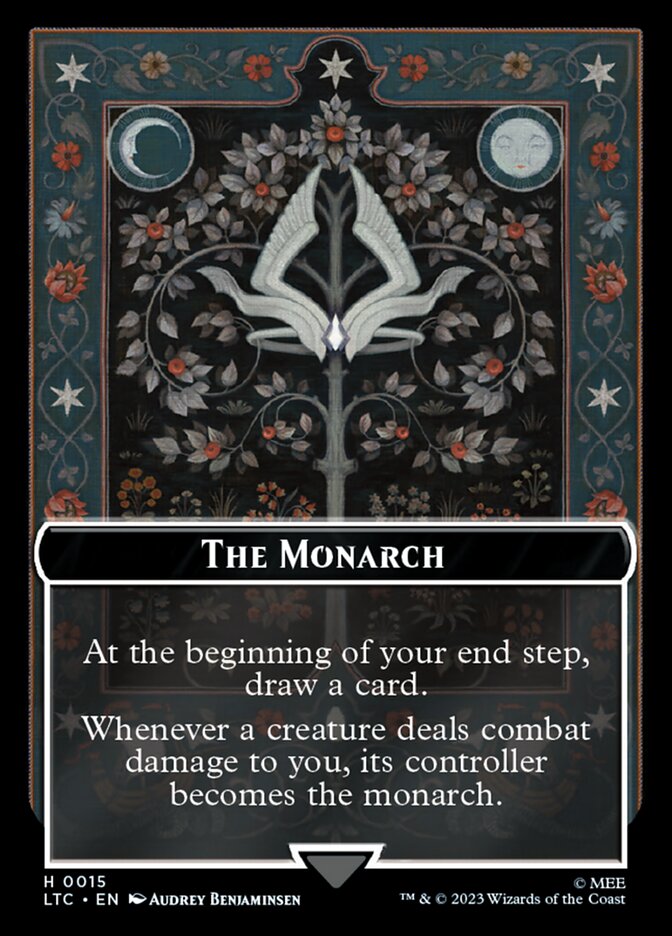 The Monarch
At the beginning of your end step,
draw a card.
Whenever a creature deals combat
damage to you, its controller
becomes the monarch.
H 0015
LTC • EN Audrey Benjaminsen
© MEE
™ & © 2023 Wizards of the Coast